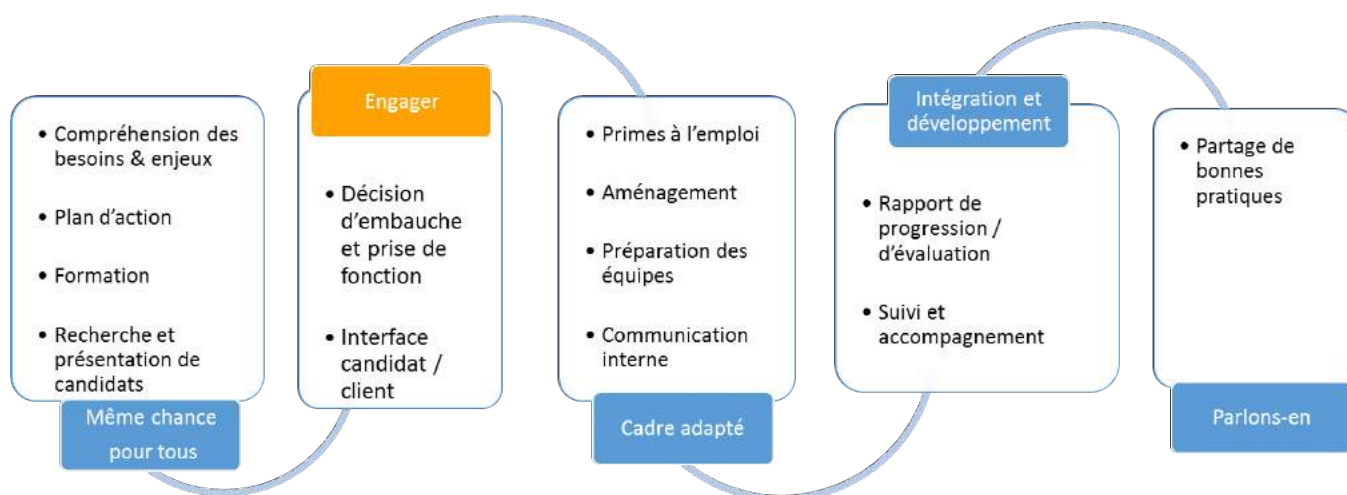 • Compréhension des
besoins & enjeux
• Plan d’action
• Formation
• Recherche et
présentation de
candidats
Même chance
pour tous
Engager
• Décision
d’embauche
et prise de
fonction
• Interface
candidat /
client
• Primes à l’emploi
• Aménagement
• Préparation des
équipes
• Communication
interne
Cadre adapté
Intégration et
développement
• Rapport de
progression /
d’évaluation
• Suivi et
accompagnement
• Partage de
bonnes
pratiques
Parlons-en